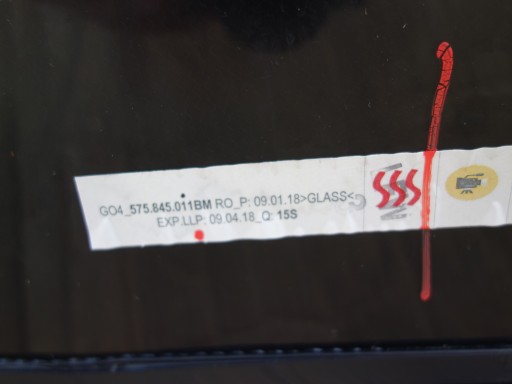 GO4_575.845.011BM RO_P: 09.01.18>GLASS<
EXP.LLP: 09.04.18_Q: 15S